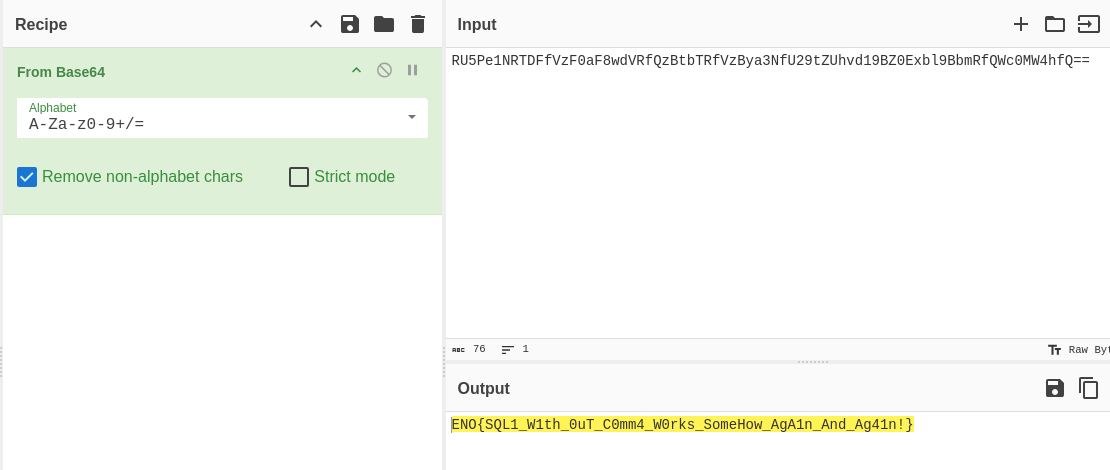 Recipe
From Base64
Alphabet
A-Za-z0-9+/=
Remove non-alphabet chars
Strict mode
Input
RU5Pe1NRTDFfVzF0aF8wdVRfQzBtbTRfVzBya3NfU29tZUhvd19BZ0Exbl9BbmRfQWc0MW4hfQ==
ABC 76 1
Raw Byt
Output
ENO{SQL1_W1th_0uT_C0mm4_W0rks_SomeHow_AgA1n_And_Ag41n!}